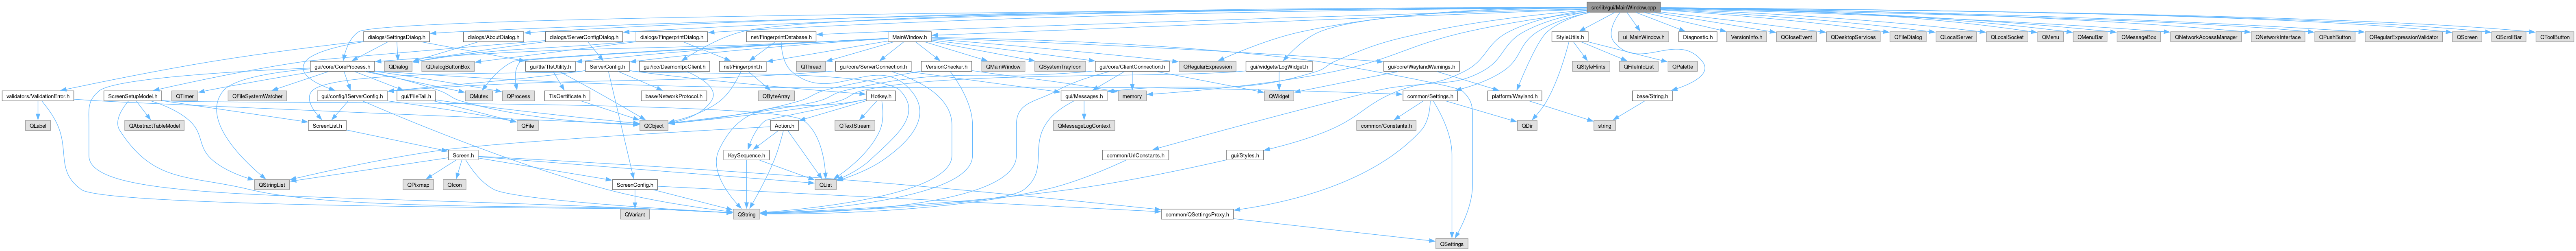 src/lib/gui/MainWindow.cpp
dialogs/SettingsDialog.h
dialogs/AboutDialog.h
dialogs/ServerConfigDialog.h
dialogs/FingerprintDialog.h
net/FingerprintDatabase.h
MainWindow.h
StyleUtils.h
ui_MainWindow.h
Diagnostic.h
VersionInfo.h
QCloseEvent
QDesktopServices
QFileDialog
QLocalServer
QLocalSocket
QMenu
QMenuBar
QMessageBox
QNetworkAccessManager
QNetworkInterface
QPushButton
QRegularExpressionValidator
QScreen
QScrollBar
QToolButton
gui/core/CoreProcess.h
QDialog
QDialogButtonBox
gui/tls/TlsUtility.h
ServerConfig.h
gui/ipc/DaemonIpcClient.h
net/Fingerprint.h
QThread
gui/core/ServerConnection.h
VersionChecker.h
QMainWindow
QSystemTrayIcon
gui/core/ClientConnection.h
QRegularExpression
gui/widgets/LogWidget.h
gui/core/WaylandWarnings.h
QStyleHints
QFileInfoList
QPalette
validators/ValidationError.h
ScreenSetupModel.h
QTimer
QFileSystemWatcher
gui/config/IServerConfig.h
gui/FileTail.h
QMutex
QProcess
TlsCertificate.h
base/NetworkProtocol.h
QByteArray
Hotkey.h
gui/Messages.h
memory
QWidget
common/Settings.h
platform/Wayland.h
base/String.h
QLabel
QAbstractTableModel
ScreenList.h
QFile
QObject
Action.h
QTextStream
QMessageLogContext
common/Constants.h
QDir
string
Screen.h
KeySequence.h
common/UrlConstants.h
gui/Styles.h
QStringList
QPixmap
QIcon
ScreenConfig.h
QList
QVariant
QString
common/QSettingsProxy.h
QSettings